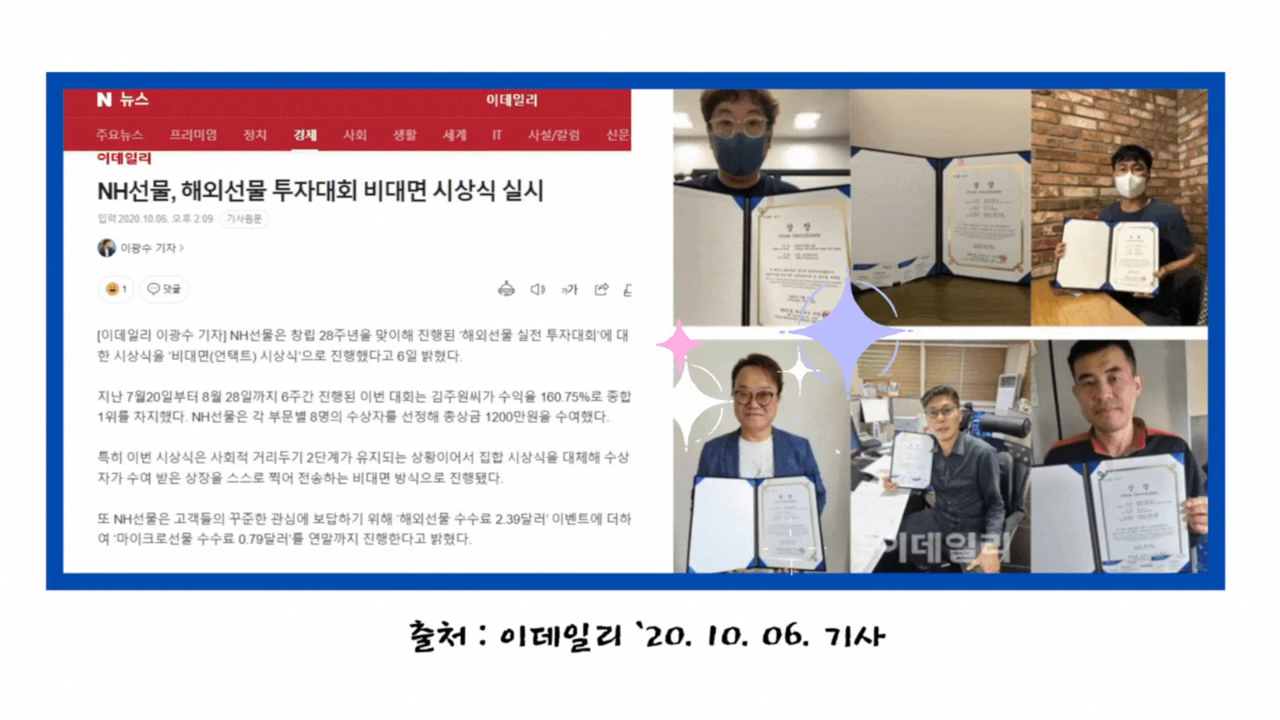 N 뉴스
이데일리
주요뉴스 프리미엄 정치 경제 사회 생활 세계 IT 사설/칼럼 신문
이데일리
NH선물, 해외선물 투자대회 비대면 시상식 실시
입력 2020.10.06. 오후 2:09 기사원문
이광수 기자 >
1 댓글
가가
[이데일리 이광수 기자] NH선물은 창립 28주년을 맞이해 진행된 '해외선물 실전 투자대회'에 대
한 시상식을 '비대면(언택트) 시상식'으로 진행했다고 6일 밝혔다.
지난 7월20일부터 8월 28일까지 6주간 진행된 이번 대회는 김주원씨가 수익율 160.75%로 종합
1위를 차지했다. NH선물은 각 부문별 8명의 수상자를 선정해 총상금 1200만원을 수여했다.
특히 이번 시상식은 사회적 거리두기 2단계가 유지되는 상황이어서 집합 시상식을 대체해 수상
자가 수여 받은 상장을 스스로 찍어 전송하는 비대면 방식으로 진행됐다.
또 NH선물은 고객들의 꾸준한 관심에 보답하기 위해 '해외선물 수수료 2.39달러' 이벤트에 더하
여 '마이크로선물 수수료 0.79달러'를 연말까지 진행한다고 밝혔다.
상 장
상 장
상 장
상 장
이데일리
출처 : 이데일리 '20. 10. 06. 기사